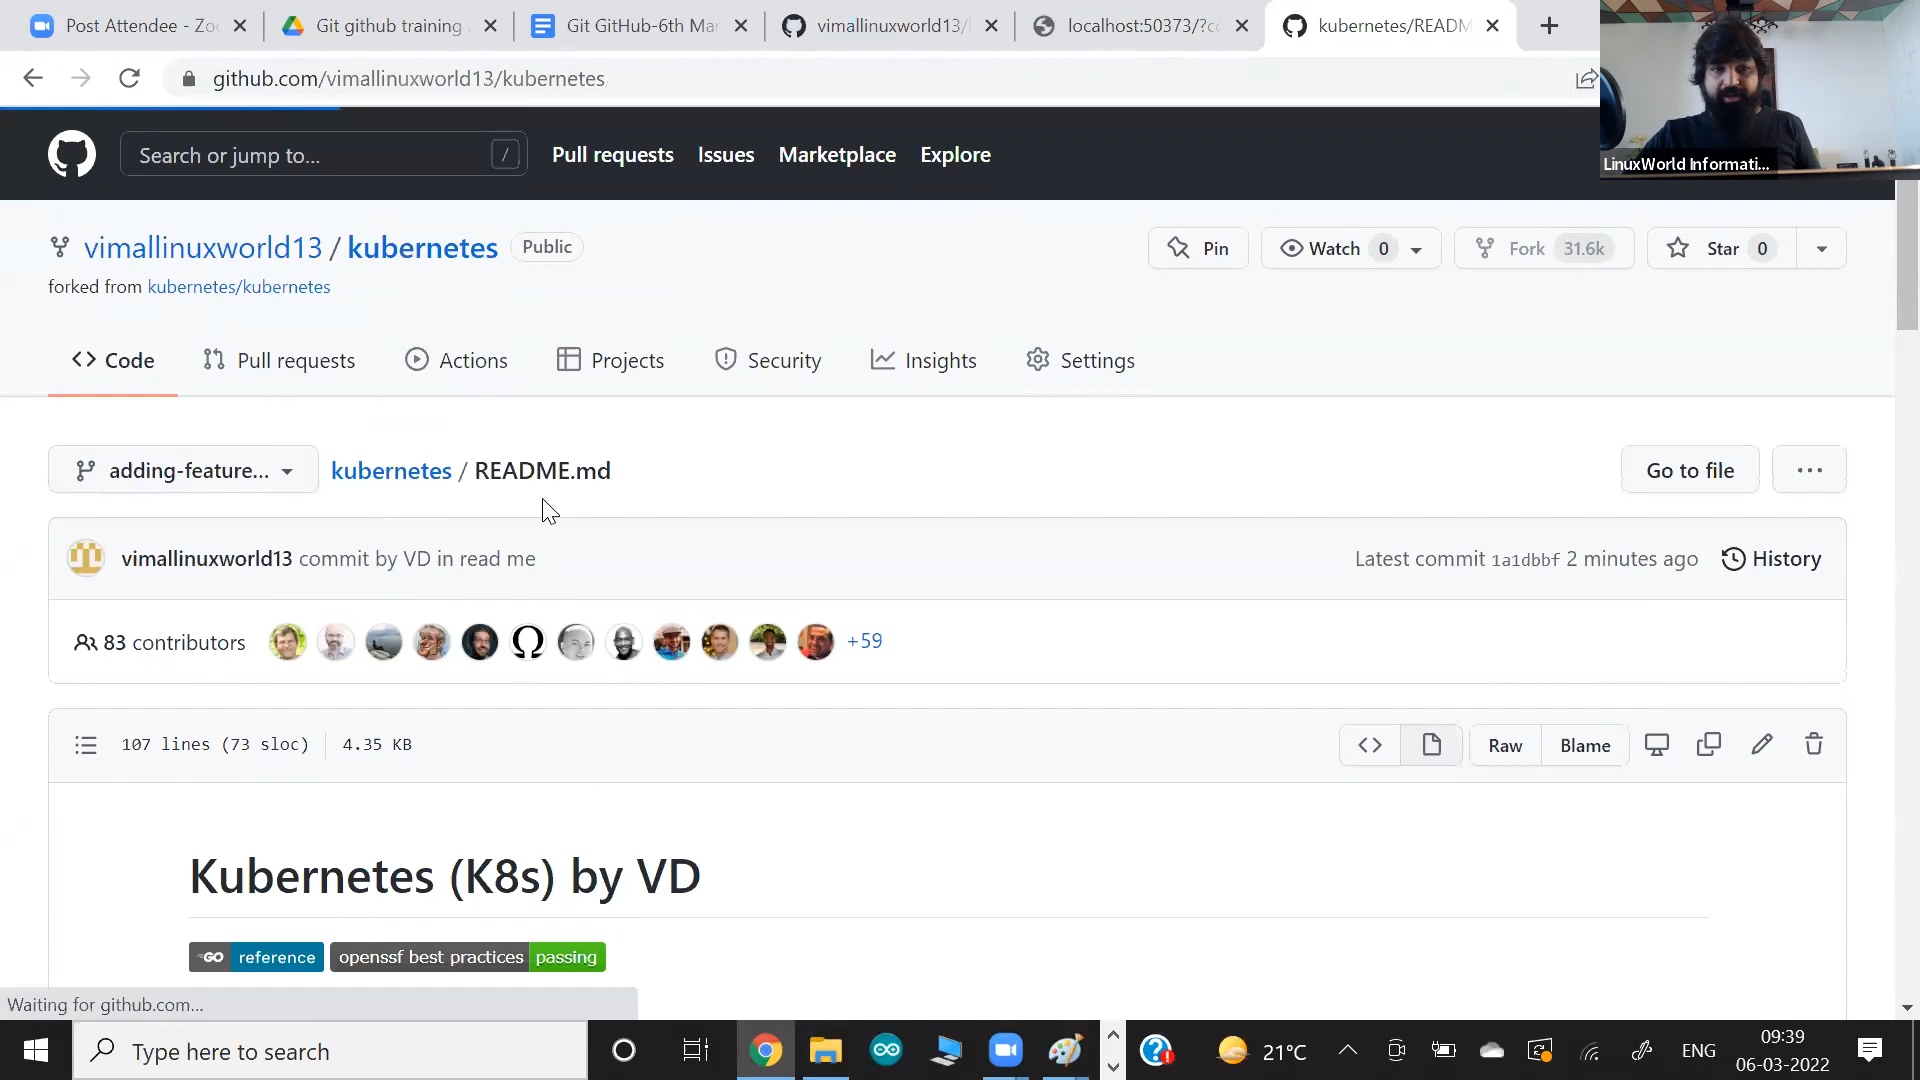 Post Attendee - Zoo
Git github training
Git GitHub-6th Mar
vimallinuxworld13/
localhost:50373/?co
kubernetes/READM
github.com/vimallinuxworld13/kubernetes
LinuxWorld Informati...
Search or jump to...
/
Pull requests
Issues
Marketplace
Explore
vimallinuxworld13 / kubernetes
Public
Pin
Watch 0
Fork 31.6k
Star 0
forked from kubernetes/kubernetes
Code
Pull requests
Actions
Projects
Security
Insights
Settings
adding-feature...
kubernetes / README.md
Go to file
...
vimallinuxworld13 commit by VD in read me
Latest commit 1a1dbbf 2 minutes ago
History
83 contributors
+59
107 lines (73 sloc)
4.35 KB
Raw
Blame
Kubernetes (K8s) by VD
GO reference
openssf best practices passing
Waiting for github.com...
Type here to search
21°C
ENG
09:39
06-03-2022